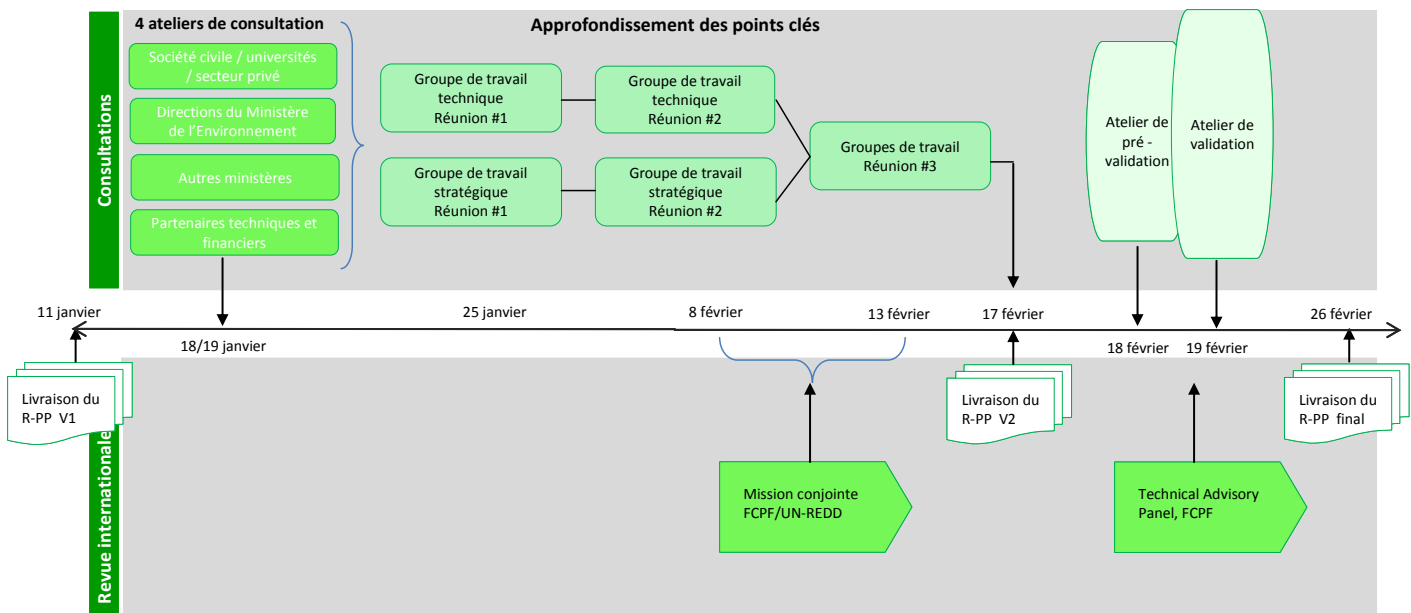 4 ateliers de consultation
Approfondissement des points clés
Consultations
Société civile / universités
/ secteur privé
Directions du Ministère
de l'Environnement
Autres ministères
Partenaires techniques et
financiers
Groupe de travail
technique
Réunion #1
Groupe de travail
technique
Réunion #2
Groupe de travail
stratégique
Réunion #1
Groupe de travail
stratégique
Réunion #2
Groupes de travail
Réunion #3
Atelier de
pré -
validation
Atelier de
validation
11 janvier
25 janvier
8 février
13 février
17 février
26 février
18/19 janvier
18 février
19 février
Livraison du
R-PP V1
Livraison du
R-PP V2
Livraison du
R-PP final
Revue internationale
Mission conjointe
FCPF/UN-REDD
Technical Advisory
Panel, FCPF